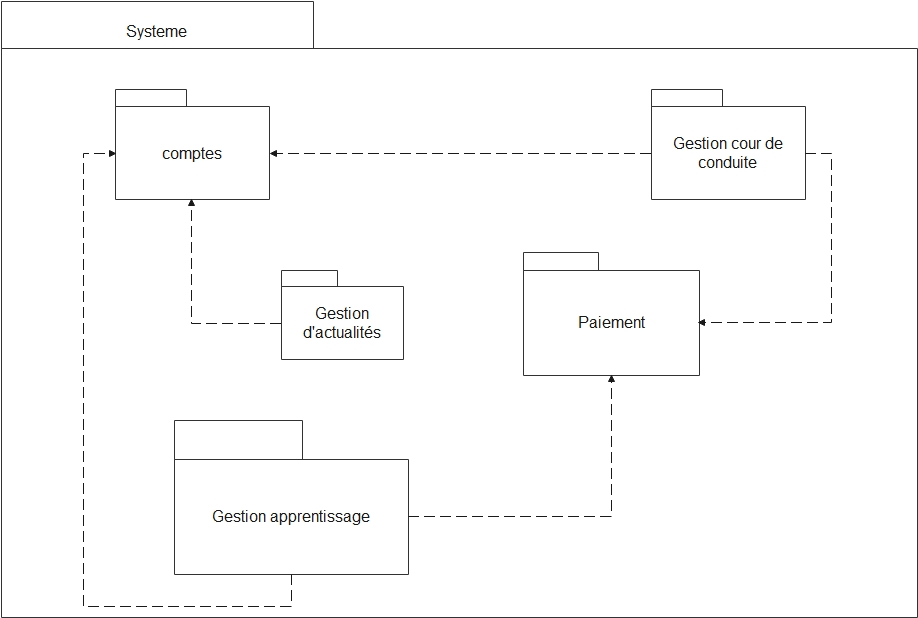 Systeme
comptes
Gestion cour de
conduite
Gestion
d'actualités
Paiement
Gestion apprentissage